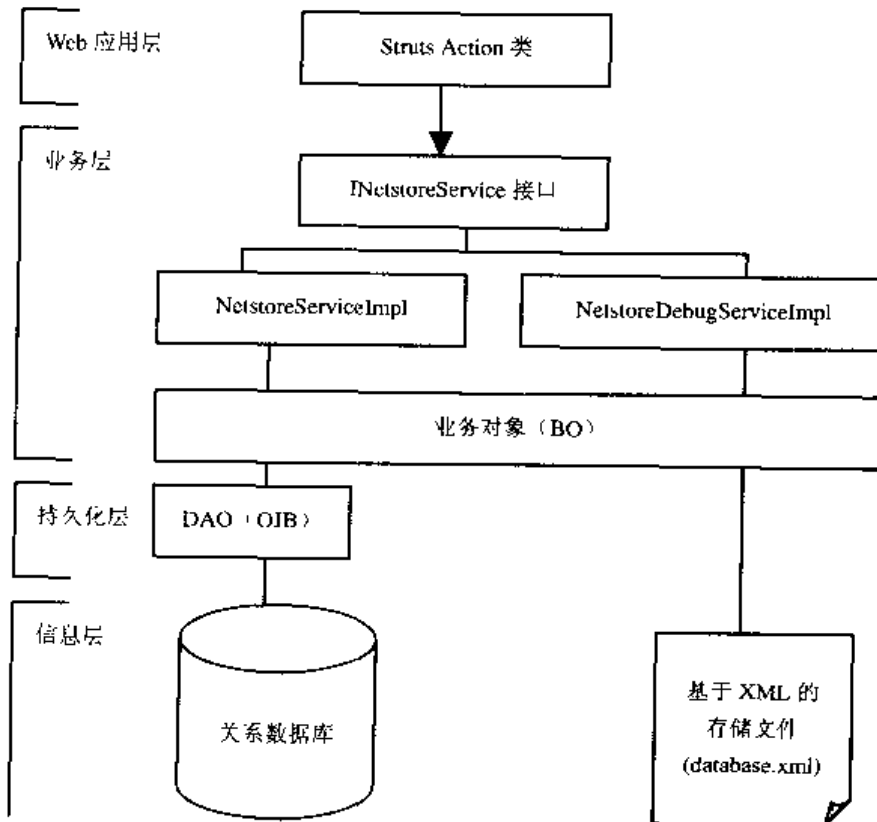 Web 应用层
Struts Action 类
业务层
INetstoreService 接口
NetstoreServiceImpl
NetstoreDebugServiceImpl
业务对象（BO）
持久化层
DAO（OJB）
信息层
关系数据库
基于 XML 的
存储文件
(database.xml)